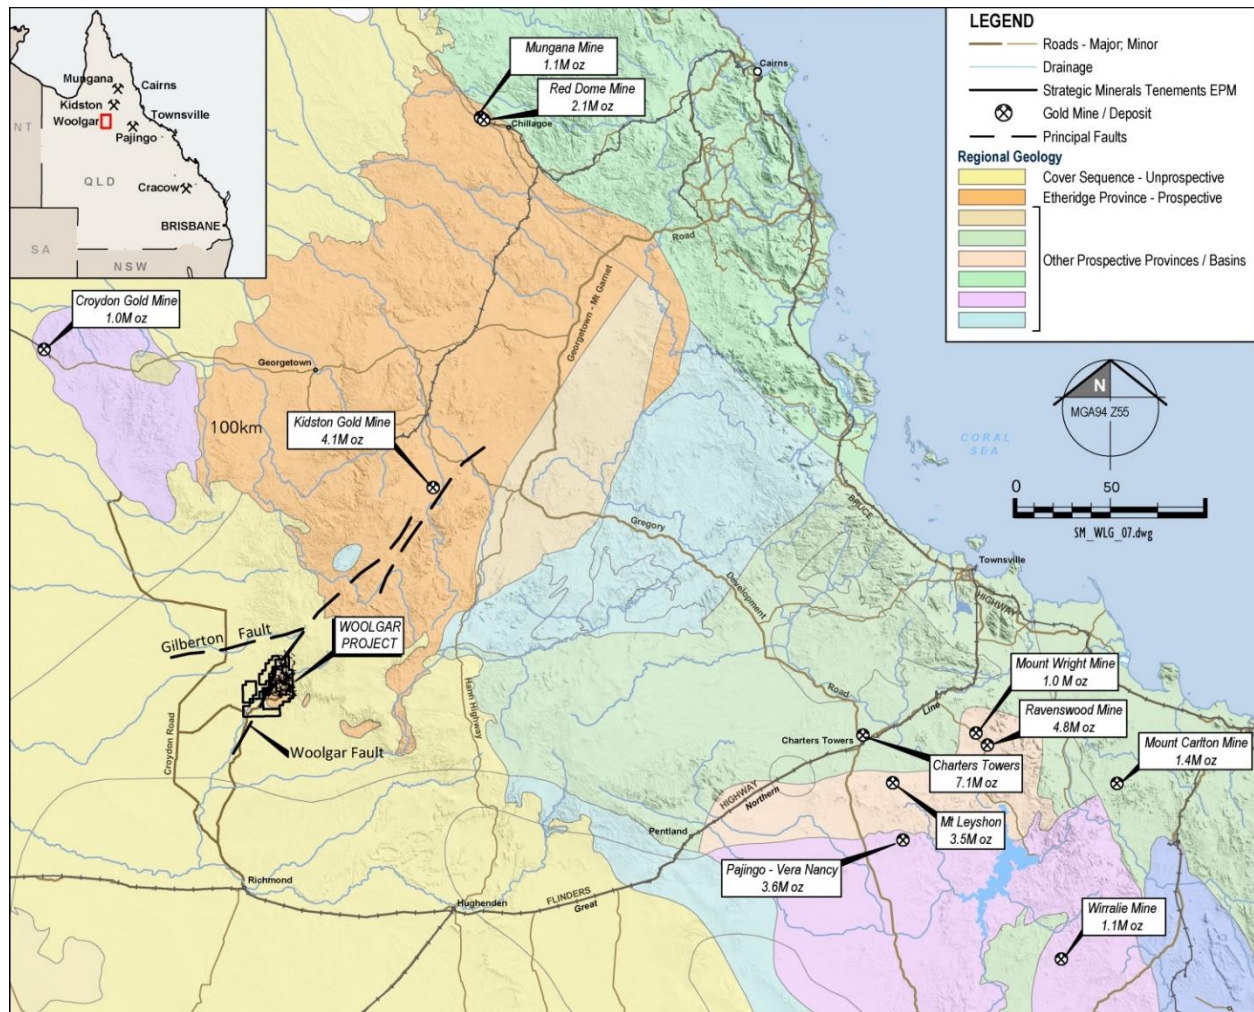 Mungana
Cairns
Kidston
Woolgar
Townsville
Pajingo
NT
QLD
Cracow
BRISBANE
SA
NSW
Mungana Mine
1.1M oz
Red Dome Mine
2.1M oz
Chillagoe
Cairns
LEGEND
Roads - Major; Minor
Drainage
Strategic Minerals Tenements EPM
Gold Mine / Deposit
Principal Faults
Regional Geology
Cover Sequence - Unprospective
Etheridge Province - Prospective
Other Prospective Provinces / Basins
Croydon Gold Mine
1.0M oz
Georgetown
Georgetown - Mt Garnet
Road
100km
Kidston Gold Mine
4.1M oz
N
MGA94 Z55
CORAL
SEA
0
50
SM_WLG_07.dwg
BRUCE
Gregory
Development
Road
Townsville
HIGHWAY
Gilberton Fault
WOOLGAR
PROJECT
Woolgar Fault
Croydon Road
Hann Highway
Mount Wright Mine
1.0 M oz
Ravenswood Mine
4.8M oz
Mount Carlton Mine
1.4M oz
Line
Charters Towers
Charters Towers
7.1M oz
HIGHWAY
Northern
Mt Leyshon
3.5M oz
Pentland
Pajingo - Vera Nancy
3.6M oz
Richmond
Hughenden
FLINDERS
Great
Wirralie Mine
1.1M oz